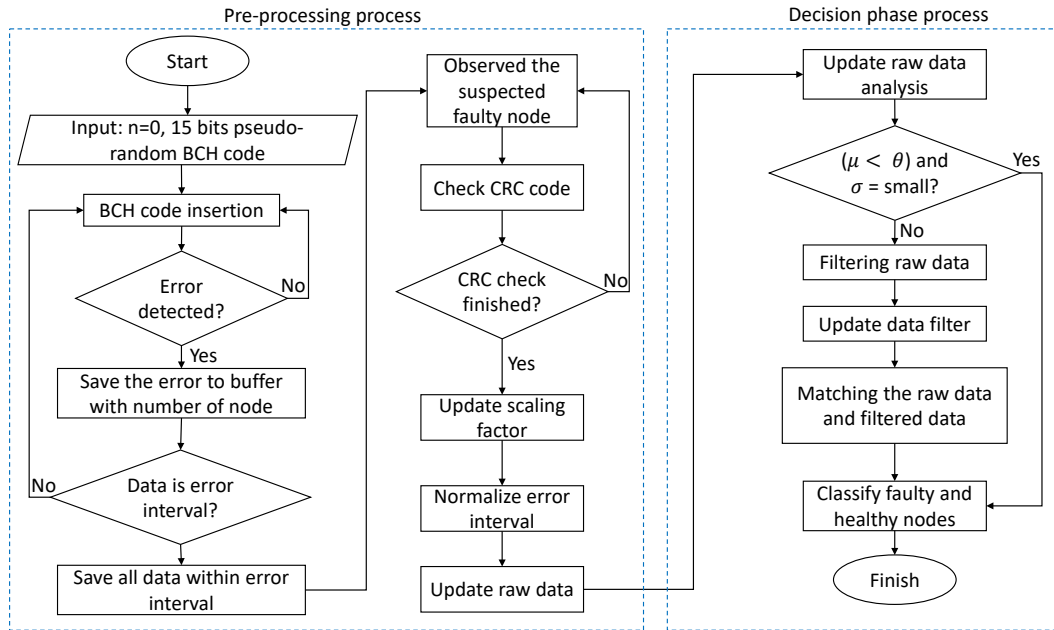 Pre-processing process
Start
Input: n=0, 15 bits pseudo-
random BCH code
BCH code insertion
Error
detected?
No
Yes
Save the error to buffer
with number of node
No
Data is error
interval?
Save all data within error
interval
Observed the
suspected
faulty node
Check CRC code
CRC check
finished?
No
Yes
Update scaling
factor
Normalize error
interval
Update raw data
Decision phase process
Update raw data
analysis
(μ < θ) and
σ = small?
Yes
No
Filtering raw data
Update data filter
Matching the raw data
and filtered data
Classify faulty and
healthy nodes
Finish